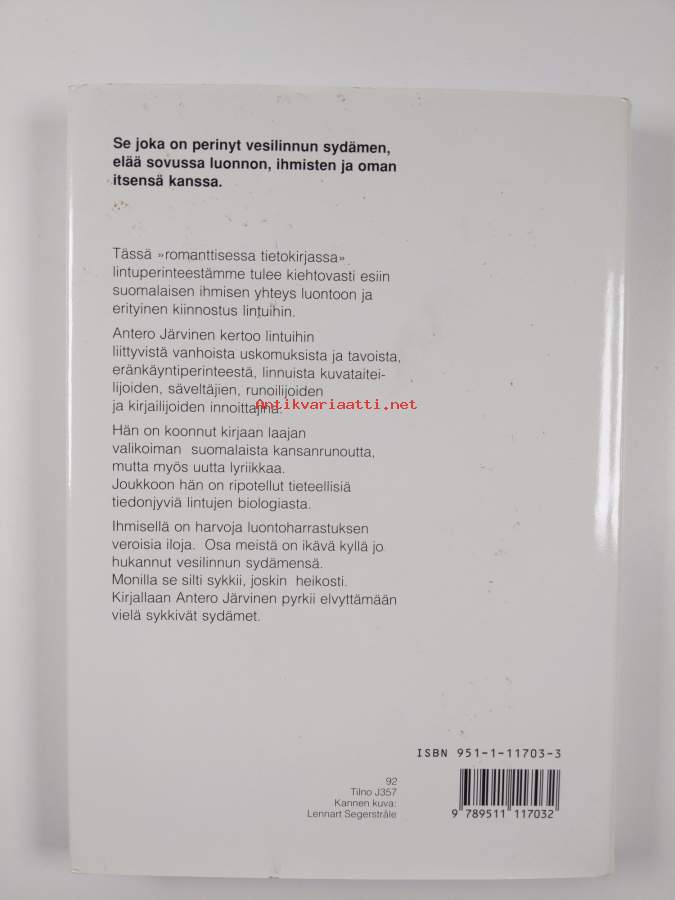 Se joka on perinyt vesilinnun sydämen,
elää sovussa luonnon, ihmisten ja oman
itsensä kanssa.
Tässä »romanttisessa tietokirjassa»
lintuperinteestämme tulee kiehtovasti esiin
suomalaisen ihmisen yhteys luontoon ja
erityinen kiinnostus lintuihin.
Antero Järvinen kertoo lintuihin
liittyvistä vanhoista uskomuksista ja tavoista,
eränkäyntiperinteestä, linnuista kuvataitei-
lijoiden, säveltäjien, runoilijoiden
ja kirjailijoiden innoittajina.
Antikvariaatti.net
Hän on koonnut kirjaan laajan
valikoiman suomalaista kansanrunoutta,
mutta myös uutta lyriikkaa.
Joukkoon hän on ripotellut tieteellisiä
tiedonjyviä lintujen biologiasta.
Ihmisellä on harvoja luontoharrastuksen
veroisia iloja. Osa meistä on ikävä kyllä jo
hukannut vesilinnun sydämensä.
Monilla se silti sykkii, joskin heikosti.
Kirjallaan Antero Järvinen pyrkii elvyttämään
vielä sykkivät sydämet.
ISBN 951-1-11703-3
92
Tilno J357
Kannen kuva:
Lennart Segerstråle
9 789511 117032